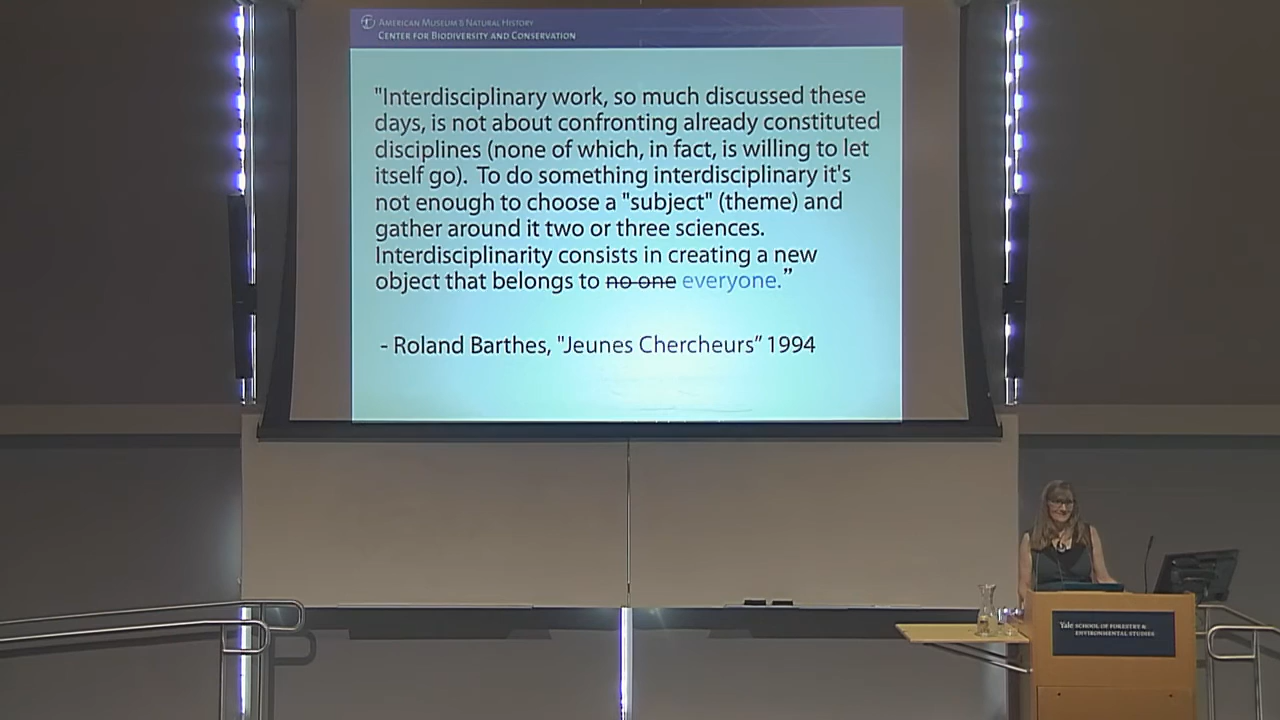 AMERICAN MUSEUM & NATURAL HISTORY
CENTER FOR BIODIVERSITY AND CONSERVATION
"Interdisciplinary work, so much discussed these
days, is not about confronting already constituted
disciplines (none of which, in fact, is willing to let
itself go). To do something interdisciplinary it's
not enough to choose a "subject" (theme) and
gather around it two or three sciences.
Interdisciplinarity consists in creating a new
object that belongs to no one everyone.”
- Roland Barthes, "Jeunes Chercheurs” 1994
Yale SCHOOL OF FORESTRY &
ENVIRONMENTAL STUDIES